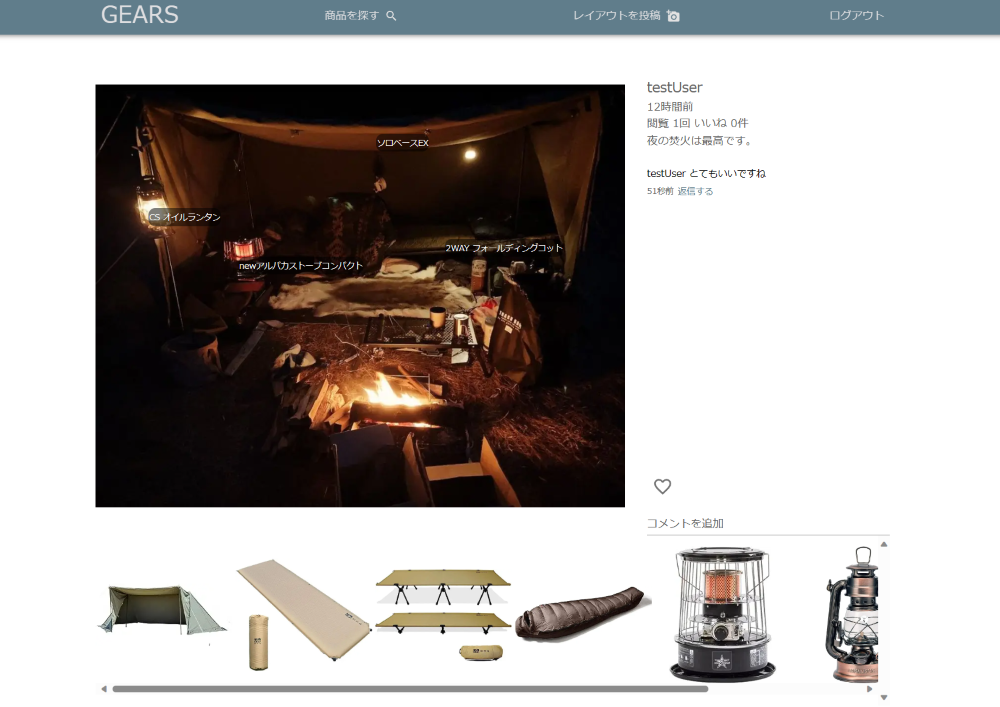 GEARS
商品を探す
レイアウトを投稿
ログアウト
testUser
12時間前
閲覧 1回 いいね 0件
夜の焚火は最高です。
testUser とてもいいですね
51秒前 返信する
ソロベースEX
CS オイルランタン
2WAY フォールディングコット
newアルパカストーブコンパクト
コメントを追加